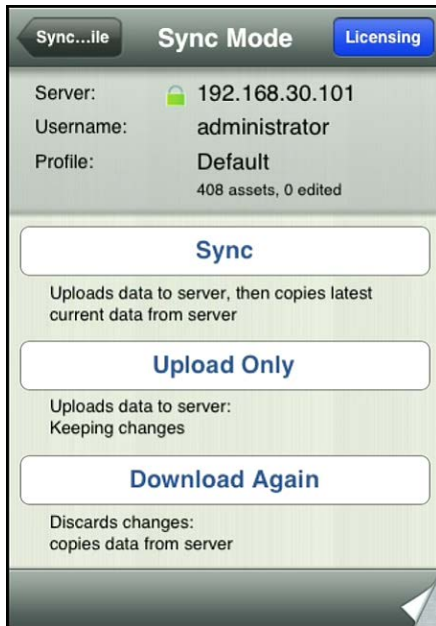 Sync...ile
Sync Mode
Licensing
Server:
192.168.30.101
Username:
administrator
Profile:
Default
408 assets, 0 edited
Sync
Uploads data to server, then copies latest
current data from server
Upload Only
Uploads data to server:
Keeping changes
Download Again
Discards changes:
copies data from server